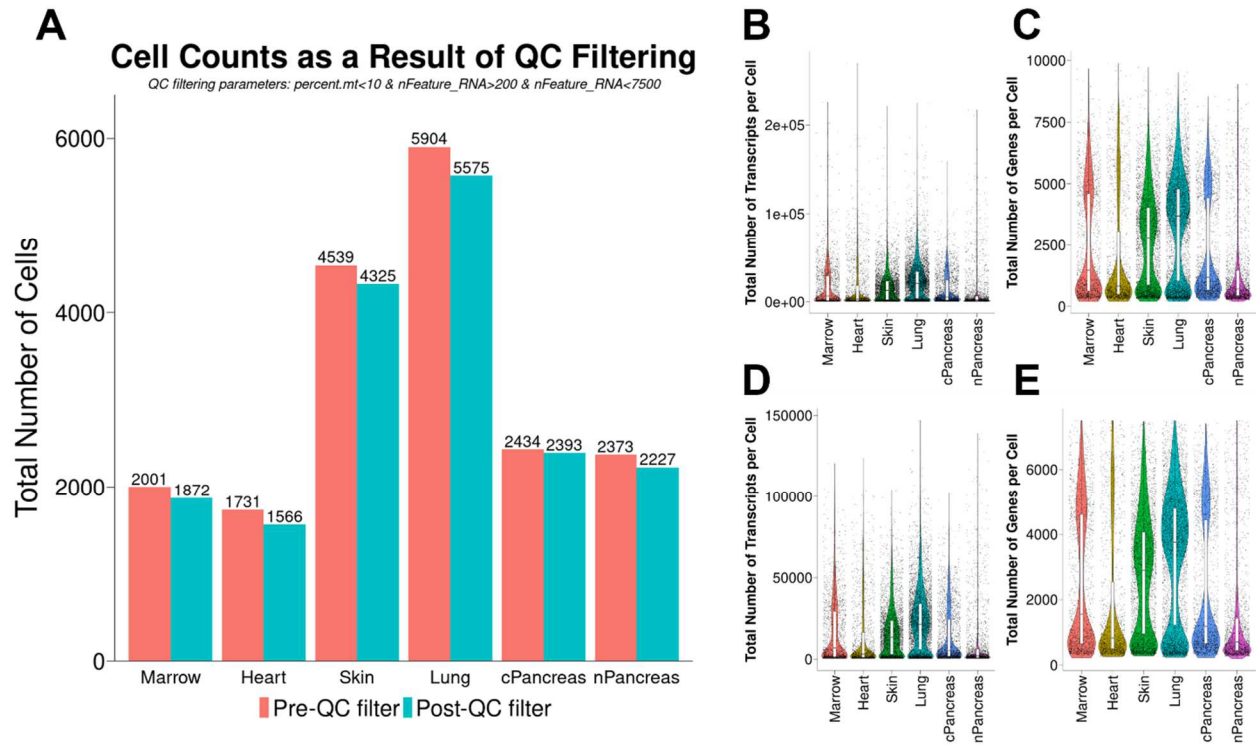 A
Cell Counts as a Result of QC Filtering
QC filtering parameters: percent.mt<10 & nFeature_RNA>200 & nFeature_RNA<7500
Total Number of Cells
6000
4000
2000
0
2001
1872
1731
1566
4539
4325
5904
5575
2434
2393
2373
2227
Marrow
Heart
Skin
Lung
cPancreas
nPancreas
Pre-QC filter
Post-QC filter
B
Total Number of Transcripts per Cell
2e+05
1e+05
0e+00
Marrow
Heart
Skin
Lung
cPancreas
nPancreas
C
Total Number of Genes per Cell
10000
7500
5000
2500
0
Marrow
Heart
Skin
Lung
cPancreas
nPancreas
D
Total Number of Transcripts per Cell
150000
100000
50000
0
Marrow
Heart
Skin
Lung
cPancreas
nPancreas
E
Total Number of Genes per Cell
6000
4000
2000
0
Marrow
Heart
Skin
Lung
cPancreas
nPancreas